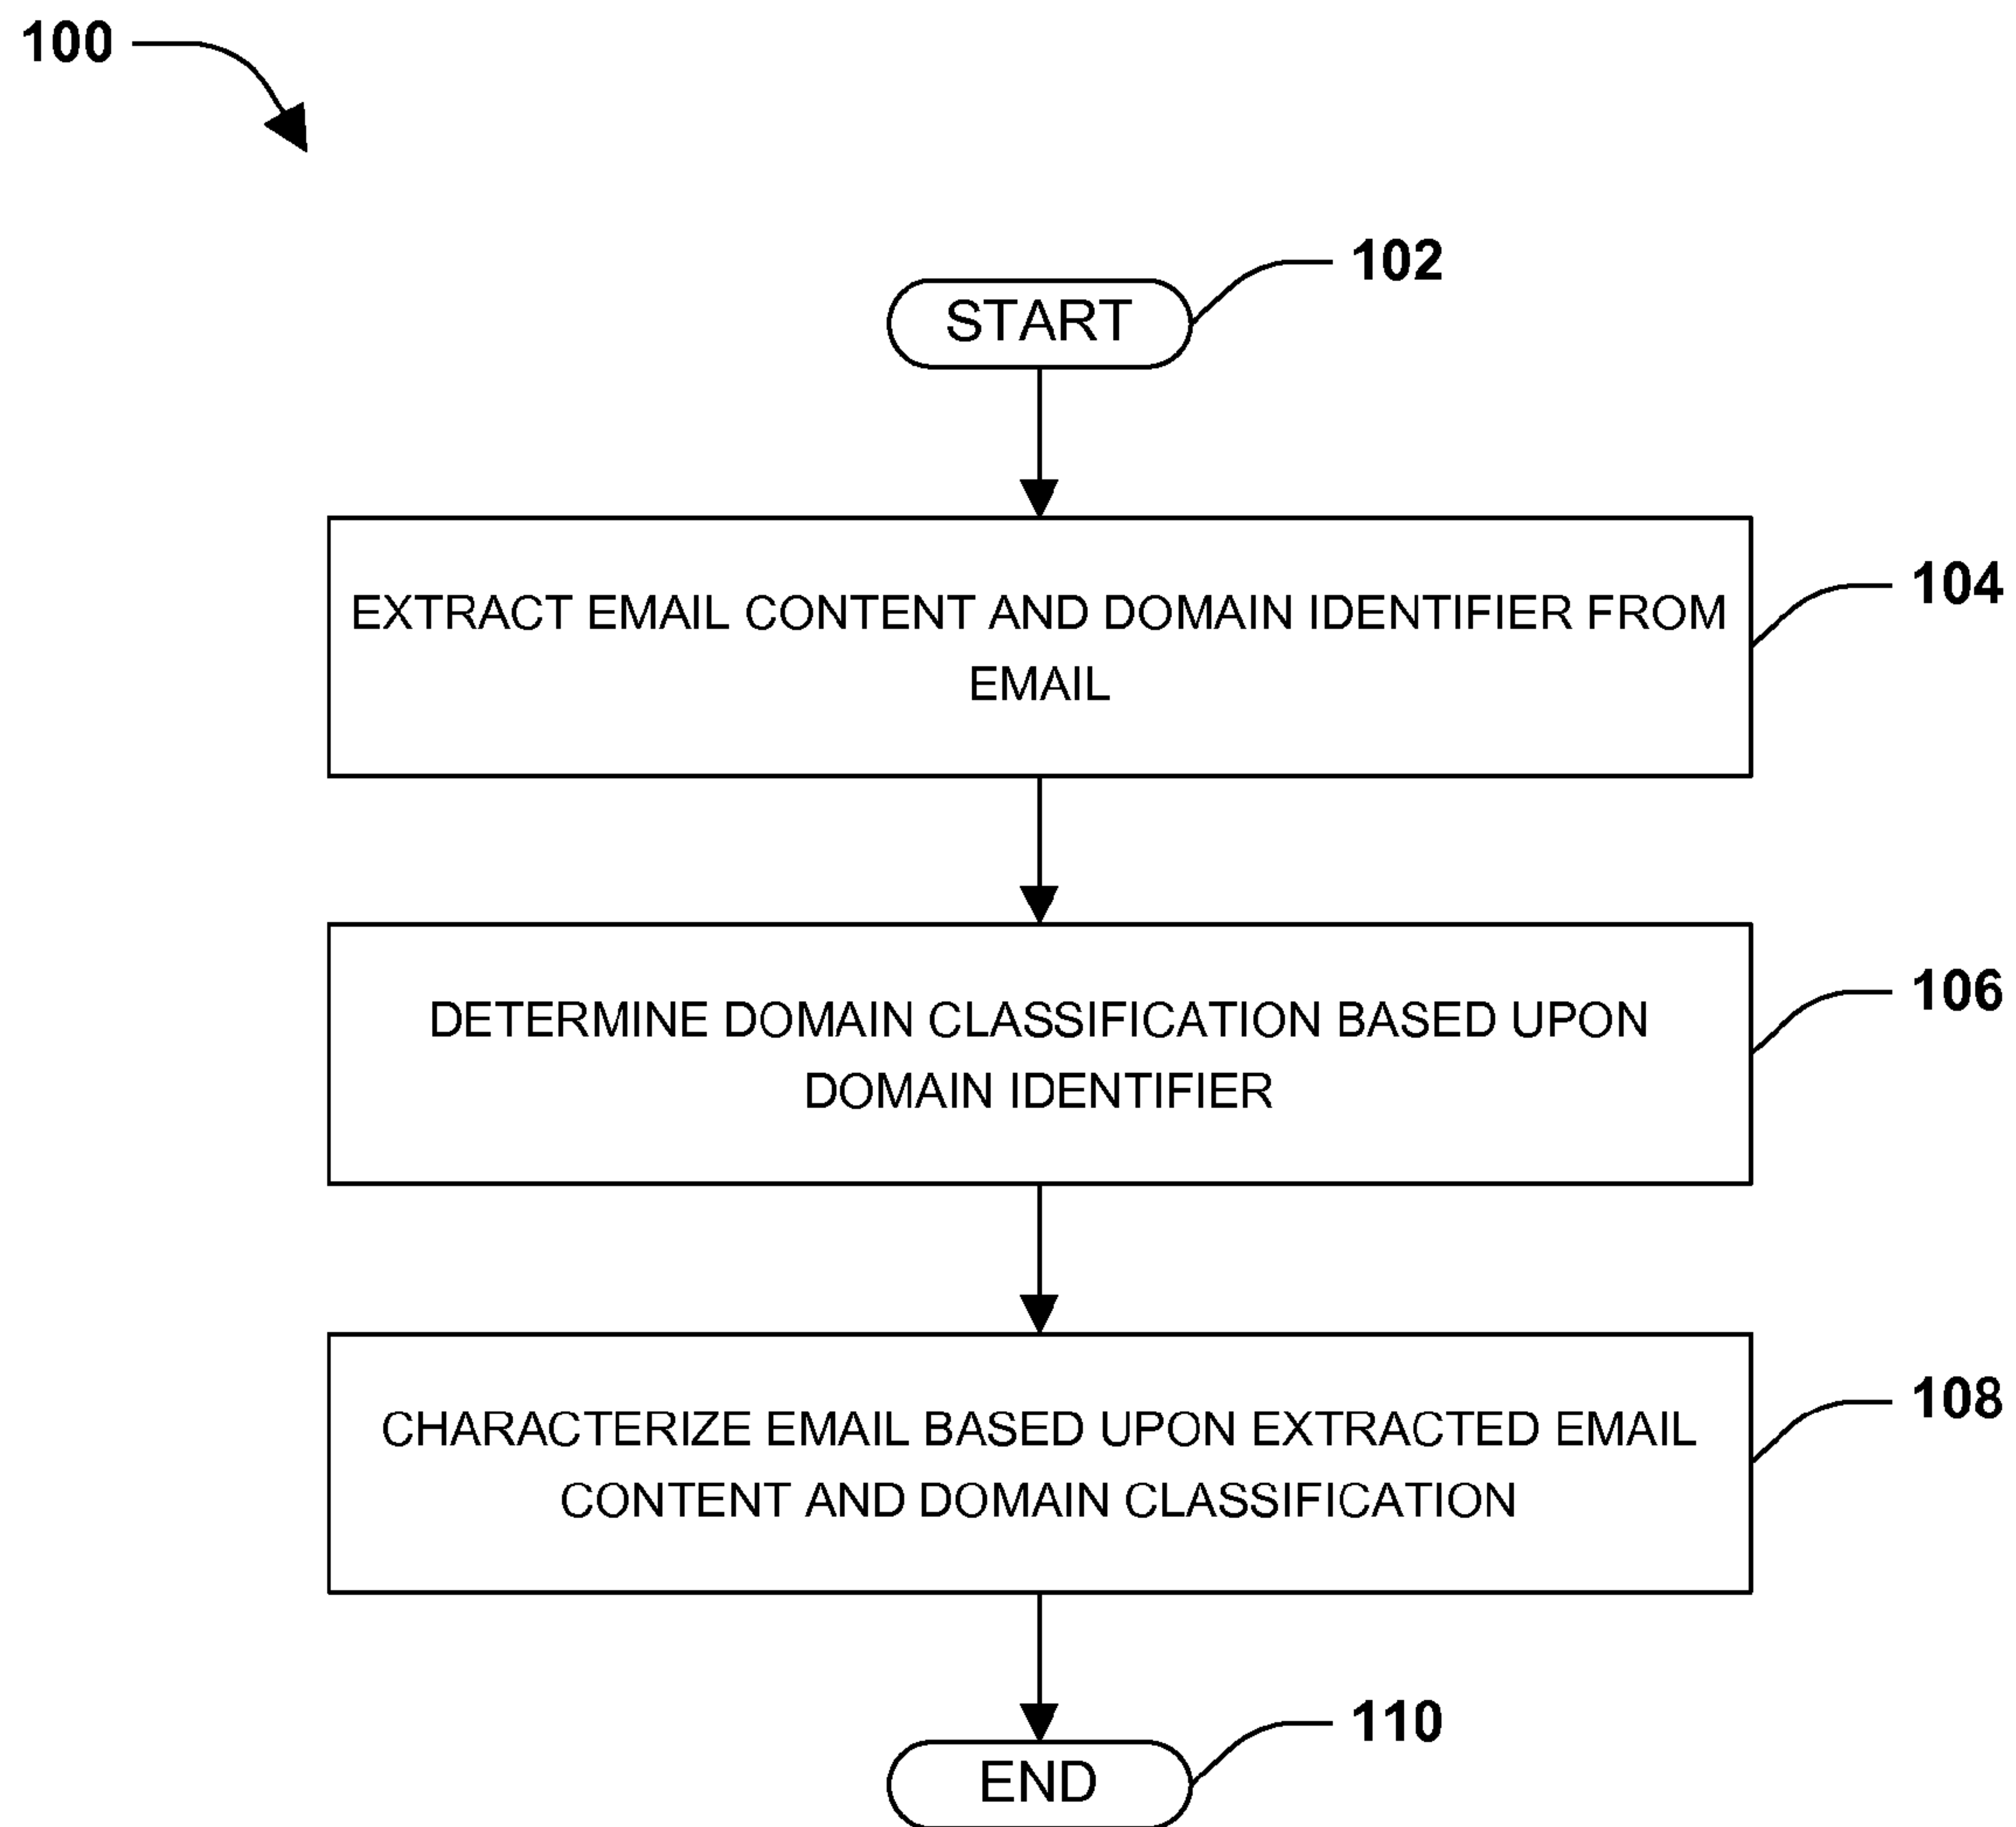 100
102
START
104
EXTRACT EMAIL CONTENT AND DOMAIN IDENTIFIER FROM
EMAIL
106
DETERMINE DOMAIN CLASSIFICATION BASED UPON
DOMAIN IDENTIFIER
108
CHARACTERIZE EMAIL BASED UPON EXTRACTED EMAIL
CONTENT AND DOMAIN CLASSIFICATION
110
END